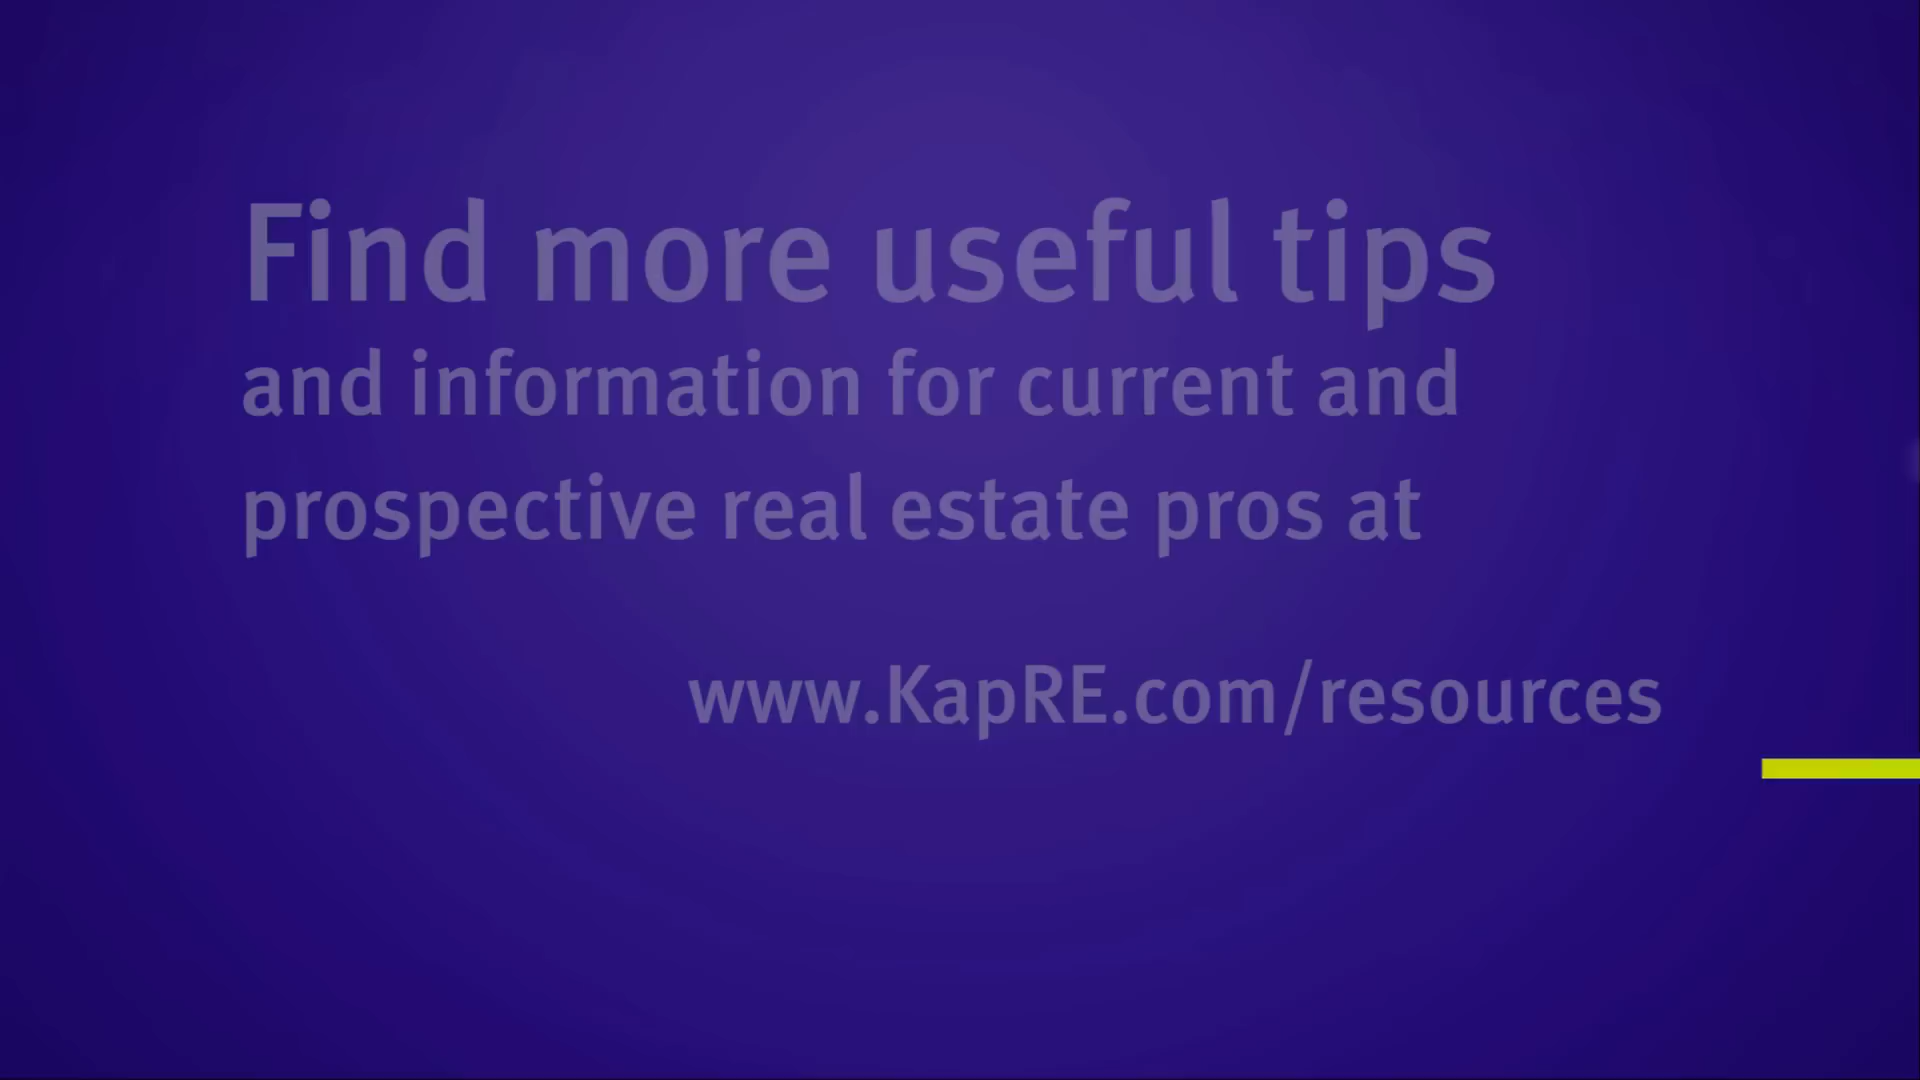 Find more useful tips
and information for current and
prospective real estate pros at
www.KapRE.com/resources